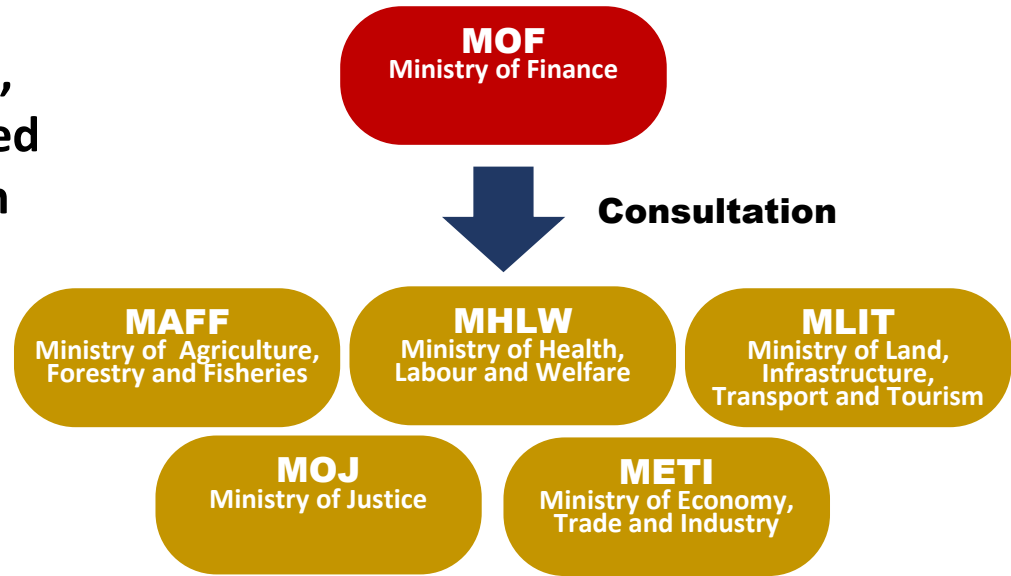 ,
ed
n
MOF
Ministry of Finance
Consultation
MAFF
Ministry of Agriculture,
Forestry and Fisheries
MHLW
Ministry of Health,
Labour and Welfare
MLIT
Ministry of Land,
Infrastructure,
Transport and Tourism
MOJ
Ministry of Justice
METI
Ministry of Economy,
Trade and Industry